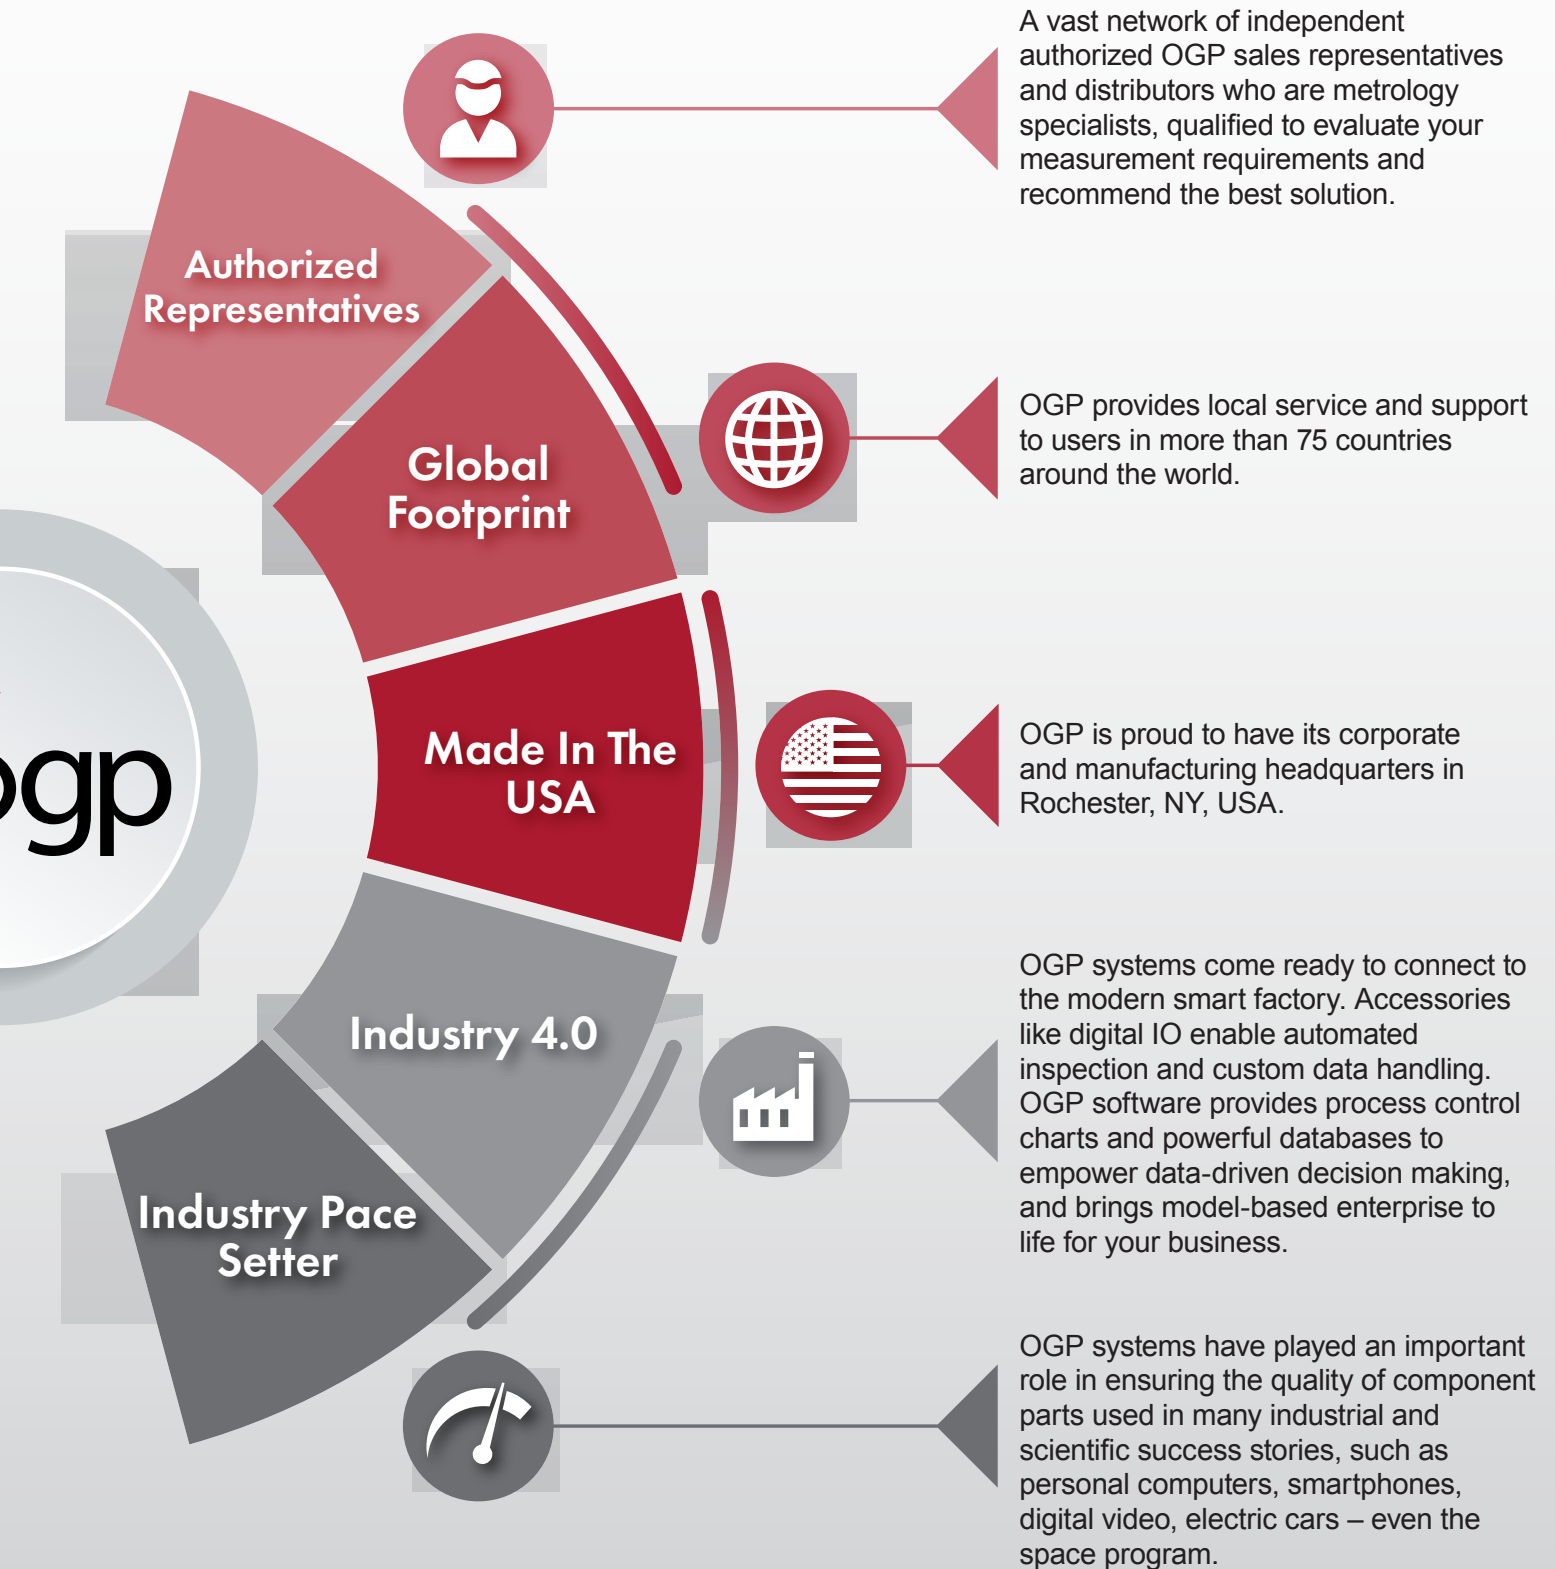 A vast network of independent
authorized OGP sales representatives
and distributors who are metrology
specialists, qualified to evaluate your
measurement requirements and
recommend the best solution.
Authorized
Representatives
OGP provides local service and support
to users in more than 75 countries
around the world.
Global
Footprint
OGP is proud to have its corporate
and manufacturing headquarters in
Rochester, NY, USA.
Made In The
USA
ogp
OGP systems come ready to connect to
the modern smart factory. Accessories
like digital IO enable automated
inspection and custom data handling.
OGP software provides process control
charts and powerful databases to
empower data-driven decision making,
and brings model-based enterprise to
life for your business.
Industry 4.0
Industry Pace
Setter
OGP systems have played an important
role in ensuring the quality of component
parts used in many industrial and
scientific success stories, such as
personal computers, smartphones,
digital video, electric cars – even the
space program.